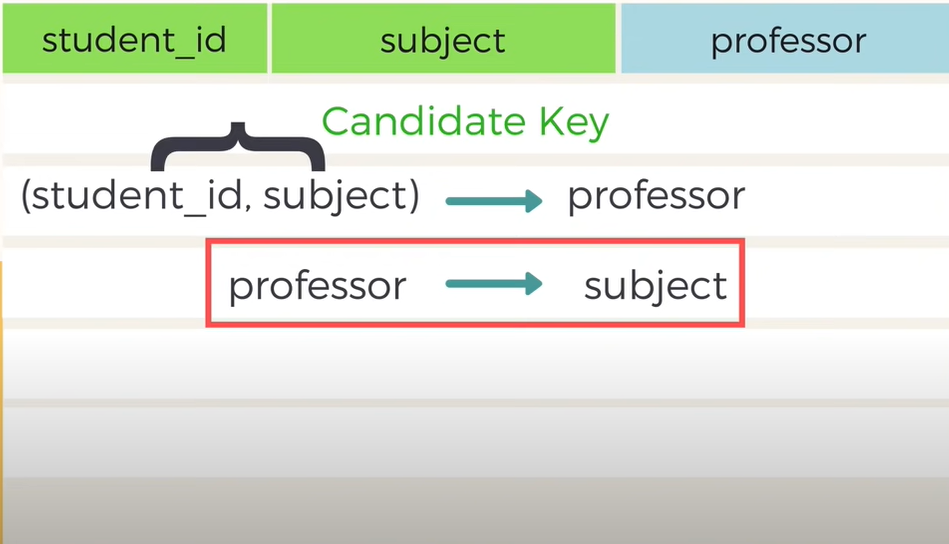 student_id subject professor
Candidate Key
(student_id, subject) → professor
professor → subject